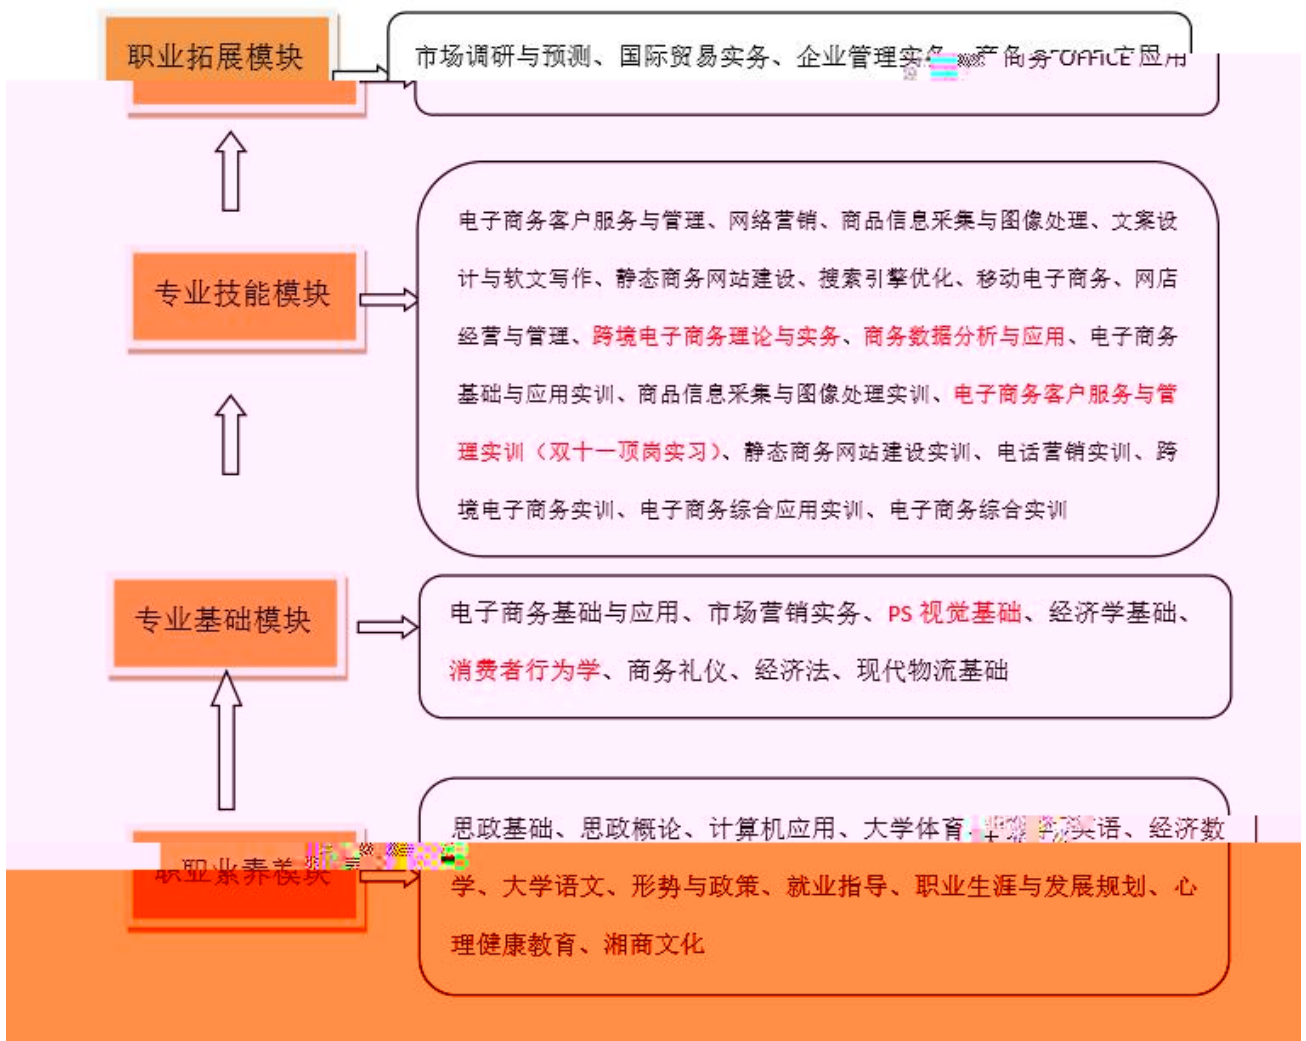 职业拓展模块
市场调研与预测、国际贸易实务、企业管理实务、商务 OFFICE 应用
专业技能模块
电子商务客户服务与管理、网络营销、商品信息采集与图像处理、文案设
计与软文写作、静态商务网站建设、搜索引擎优化、移动电子商务、网店
经营与管理、跨境电子商务理论与实务、商务数据分析与应用、电子商务
基础与应用实训、商品信息采集与图像处理实训、电子商务客户服务与管
理实训（双十一顶岗实习）、静态商务网站建设实训、电话营销实训、跨
境电子商务实训、电子商务综合应用实训、电子商务综合实训
专业基础模块
电子商务基础与应用、市场营销实务、PS 视觉基础、经济学基础、
消费者行为学、商务礼仪、经济法、现代物流基础
职业素养模块
思政基础、思政概论、计算机应用、大学体育、英语、经济数
学、大学语文、形势与政策、就业指导、职业生涯与发展规划、心
理健康教育、湘商文化